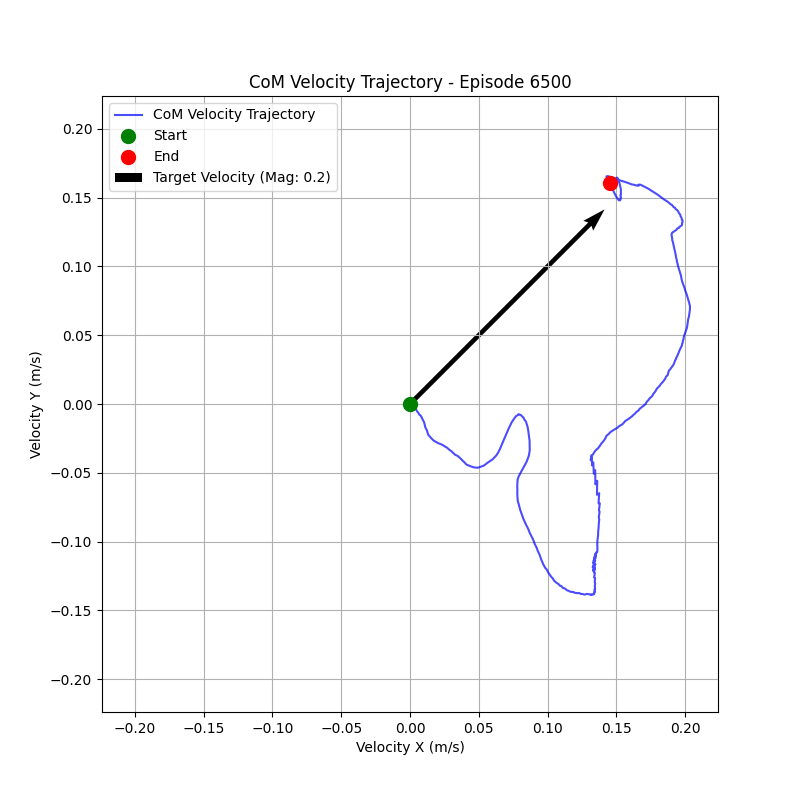 CoM Velocity Trajectory - Episode 6500
CoM Velocity Trajectory
Start
End
Target Velocity (Mag: 0.2)
0.20
0.15
0.10
0.05
0.00
−0.05
−0.10
−0.15
−0.20
Velocity Y (m/s)
−0.20 −0.15 −0.10 −0.05 0.00 0.05 0.10 0.15 0.20
Velocity X (m/s)